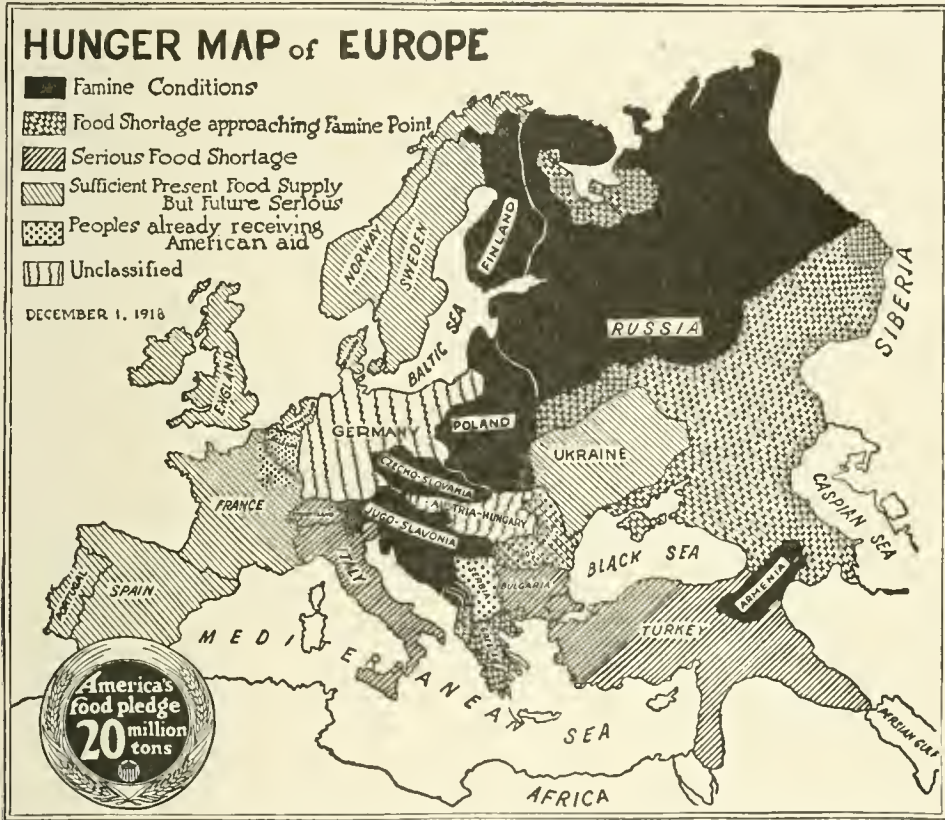 HUNGER MAP of EUROPE
Famine Conditions
Food Shortage approaching Famine Point
Serious Food Shortage
Sufficient Present Food Supply
But Future Serious
Peoples already receiving
American aid
Unclassified
DECEMBER 1, 1918
NORWAY
SWEDEN
FINLAND
BALTIC SEA
RUSSIA
SIBERIA
ENGLAND
GERMANY
POLAND
UKRAINE
CZECHO-SLOVANIA
AUSTRIA-HUNGARY
JUGO-SLAVONIA
FRANCE
CASPIAN SEA
BLACK SEA
ITALY
SERBIA
BULGARIA
ARMENIA
PORTUGAL
SPAIN
TURKEY
MEDITERRANEAN SEA
PERSIAN GULF
AFRICA
America's
food pledge
20 million
tons